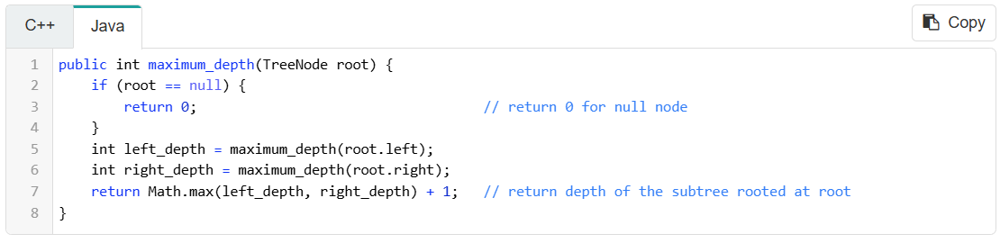 C++ Java Copy
1 public int maximum_depth(TreeNode root) {
2     if (root == null) {
3         return 0;                                   // return 0 for null node
4     }
5     int left_depth = maximum_depth(root.left);
6     int right_depth = maximum_depth(root.right);
7     return Math.max(left_depth, right_depth) + 1;   // return depth of the subtree rooted at root
8 }